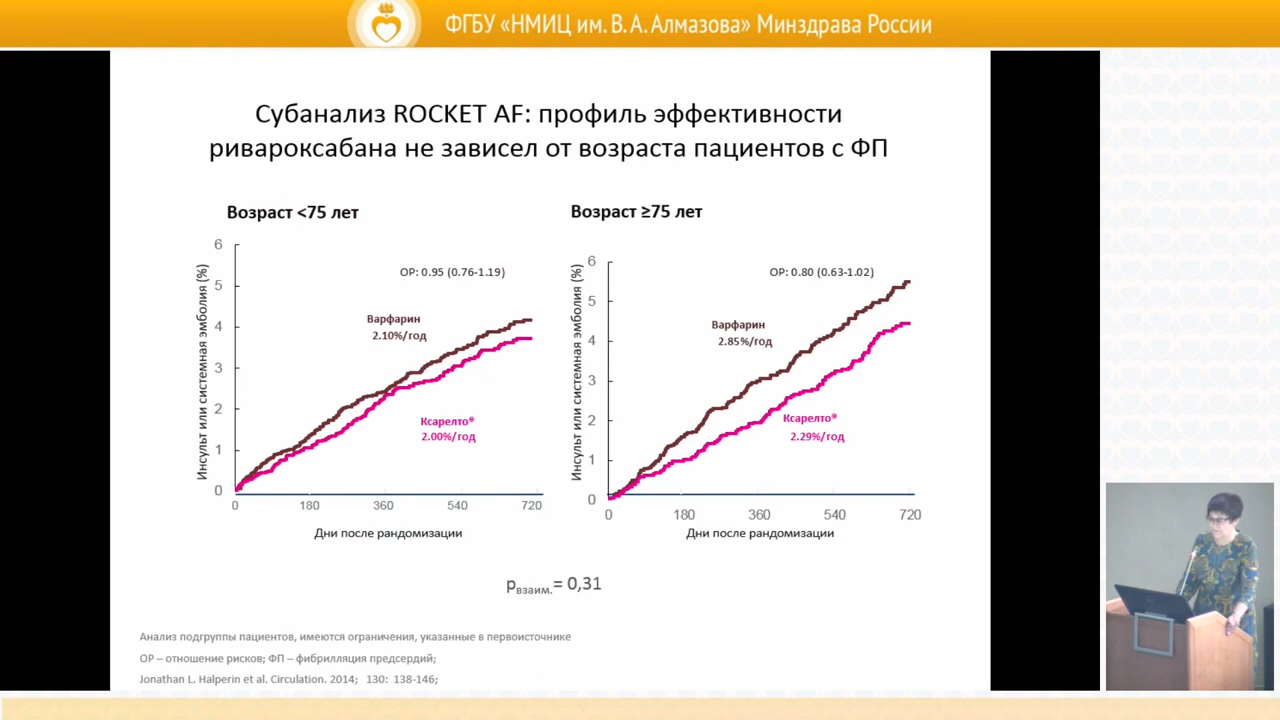 ФГБУ «НМИЦ им. В. А. Алмазова» Минздрава России
Субанализ ROCKET AF: профиль эффективности
ривароксабана не зависел от возраста пациентов с ФП
Возраст <75 лет
Инсульт или системная эмболия (%)
6
5
4
3
2
1
0
ОР: 0.95 (0.76-1.19)
Варфарин
2.10%/год
Ксарелто®
2.00%/год
0 180 360 540 720
Дни после рандомизации
Возраст ≥75 лет
Инсульт или системная эмболия (%)
6
5
4
3
2
1
0
ОР: 0.80 (0.63-1.02)
Варфарин
2.85%/год
Ксарелто®
2.29%/год
0 180 360 540 720
Дни после рандомизации
pвзаим.= 0,31
Анализ подгруппы пациентов, имеются ограничения, указанные в первоисточнике
ОР – отношение рисков; ФП – фибрилляция предсердий;
Jonathan L. Halperin et al. Circulation. 2014; 130: 138-146;